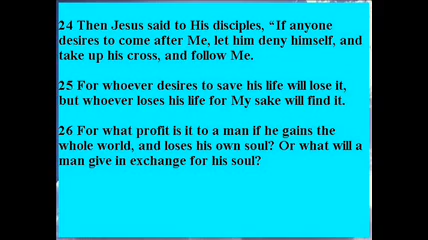 24 Then Jesus said to His disciples, “If anyone
desires to come after Me, let him deny himself, and
take up his cross, and follow Me.
25 For whoever desires to save his life will lose it,
but whoever loses his life for My sake will find it.
26 For what profit is it to a man if he gains the
whole world, and loses his own soul? Or what will a
man give in exchange for his soul?